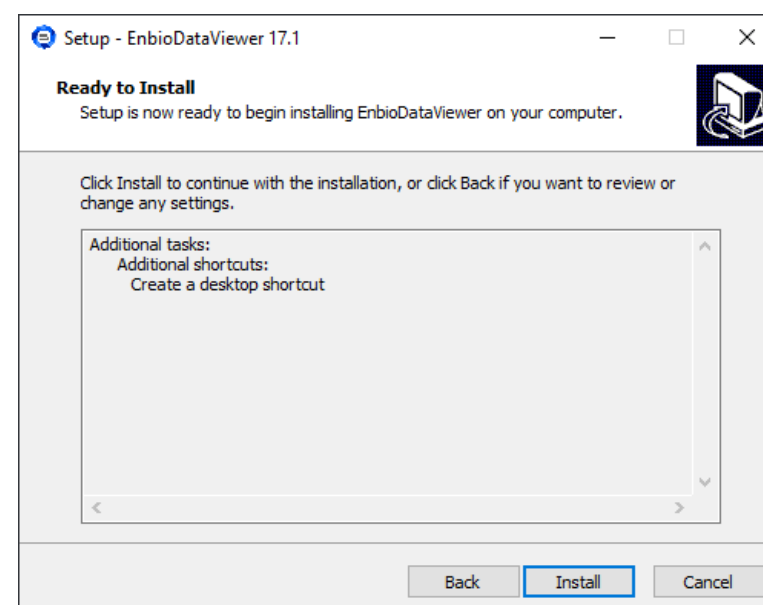 Setup - EnbioDataViewer 17.1
Ready to Install
Setup is now ready to begin installing EnbioDataViewer on your computer.
Click Install to continue with the installation, or click Back if you want to review or
change any settings.
Additional tasks:
Additional shortcuts:
Create a desktop shortcut
Back Install Cancel